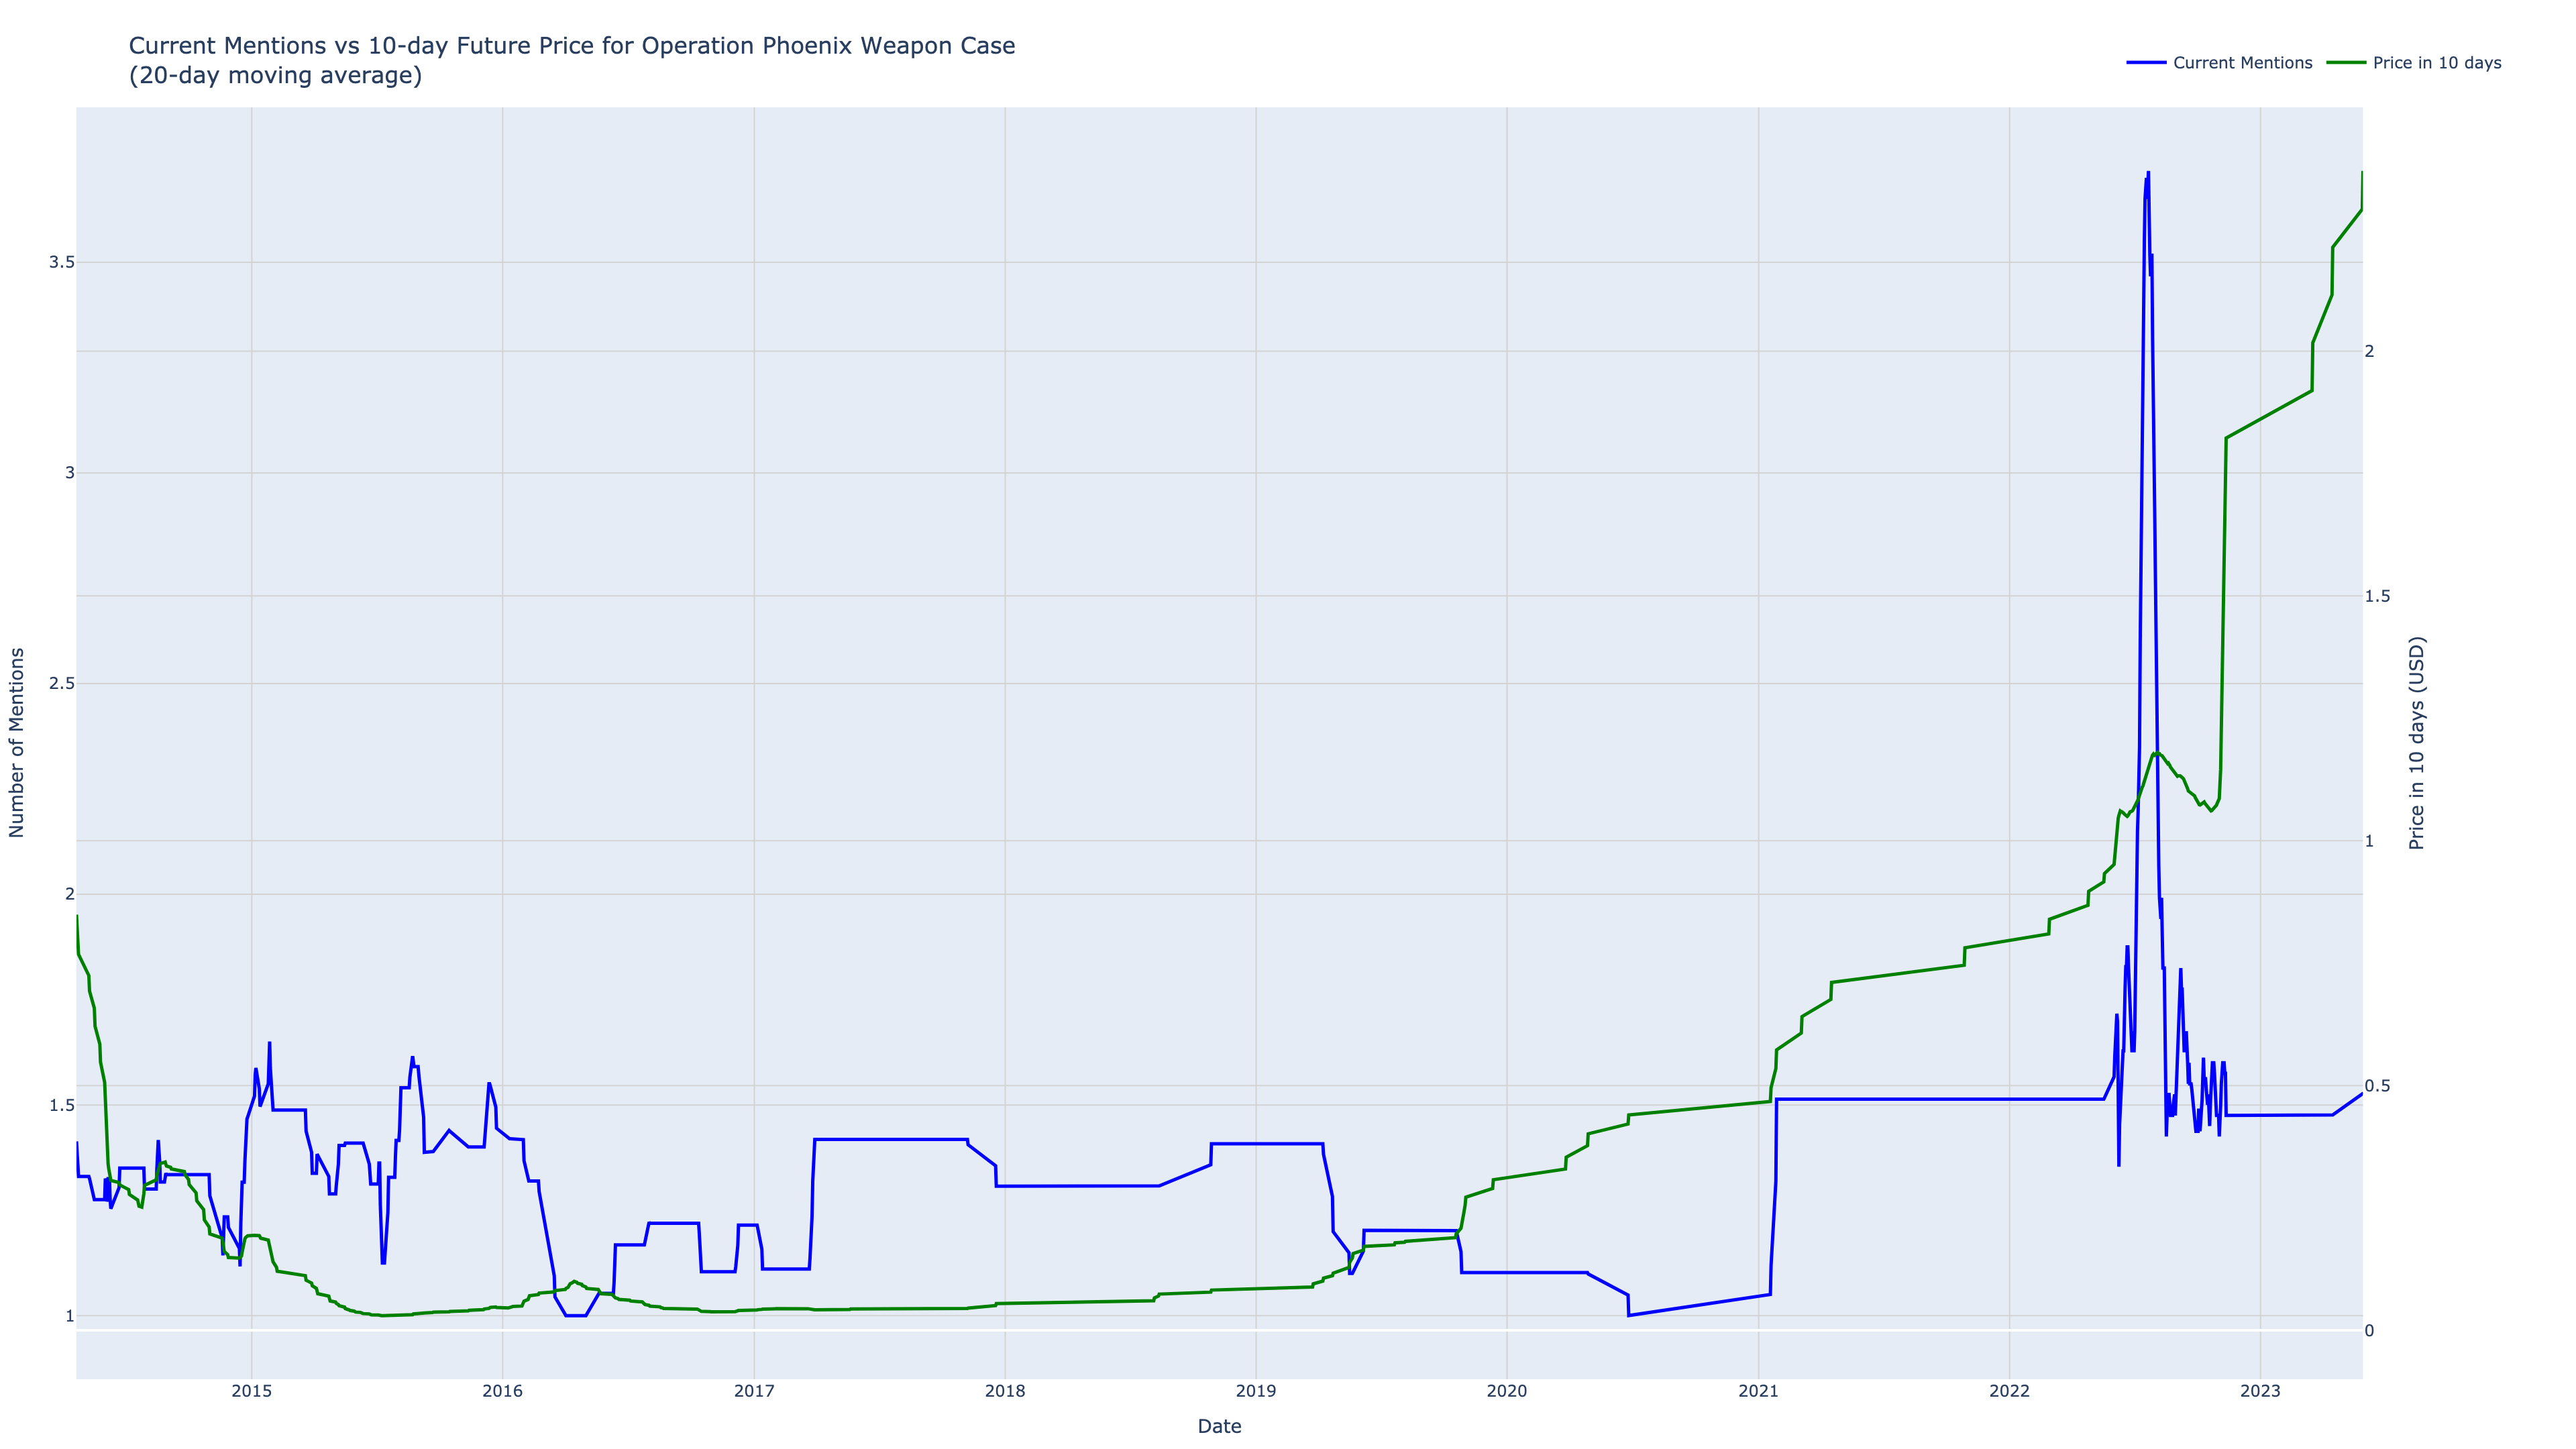 Current Mentions vs 10-day Future Price for Operation Phoenix Weapon Case
(20-day moving average)
Current Mentions
Price in 10 days
3.5
3
2.5
2
1.5
1
Number of Mentions
2
1.5
1
0.5
0
Price in 10 days (USD)
2015
2016
2017
2018
2019
2020
2021
2022
2023
Date